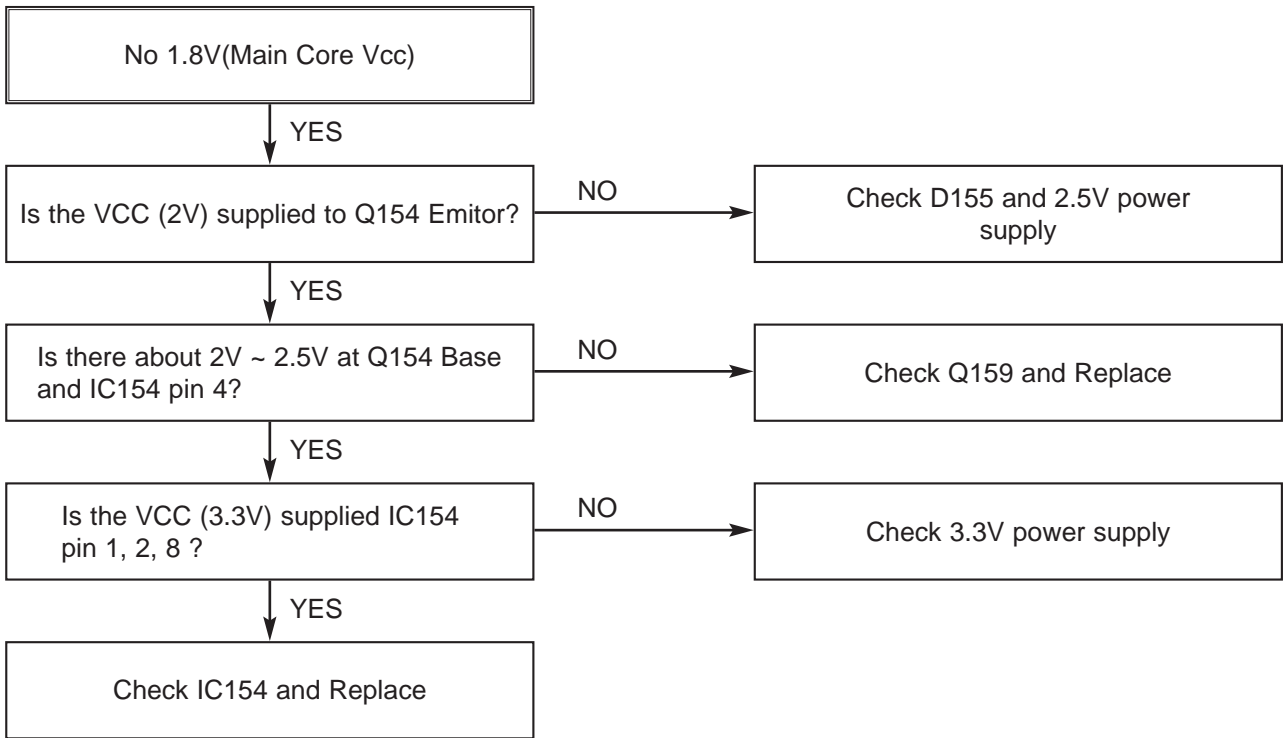 No 1.8V(Main Core Vcc)
YES
Is the VCC (2V) supplied to Q154 Emitor?
NO
Check D155 and 2.5V power
supply
YES
Is there about 2V ~ 2.5V at Q154 Base
and IC154 pin 4?
NO
Check Q159 and Replace
YES
Is the VCC (3.3V) supplied IC154
pin 1, 2, 8 ?
NO
Check 3.3V power supply
YES
Check IC154 and Replace